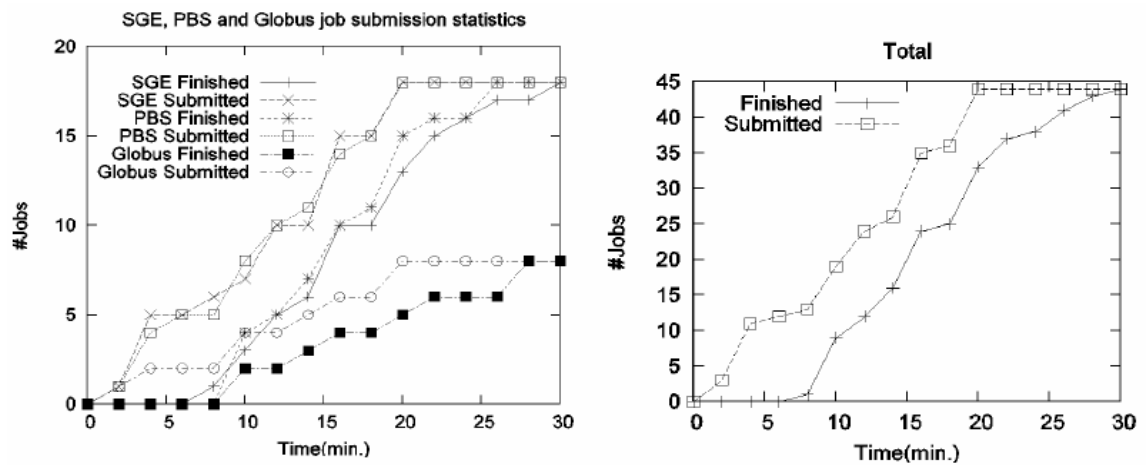 SGE, PBS and Globus job submission statistics
20
15
10
5
0
#Jobs
SGE Finished
SGE Submitted
PBS Finished
PBS Submitted
Globus Finished
Globus Submitted
0 5 10 15 20 25 30
Time(min.)
Total
45
40
35
30
25
20
15
10
5
0
#Jobs
Finished
Submitted
0 5 10 15 20 25 30
Time(min.)